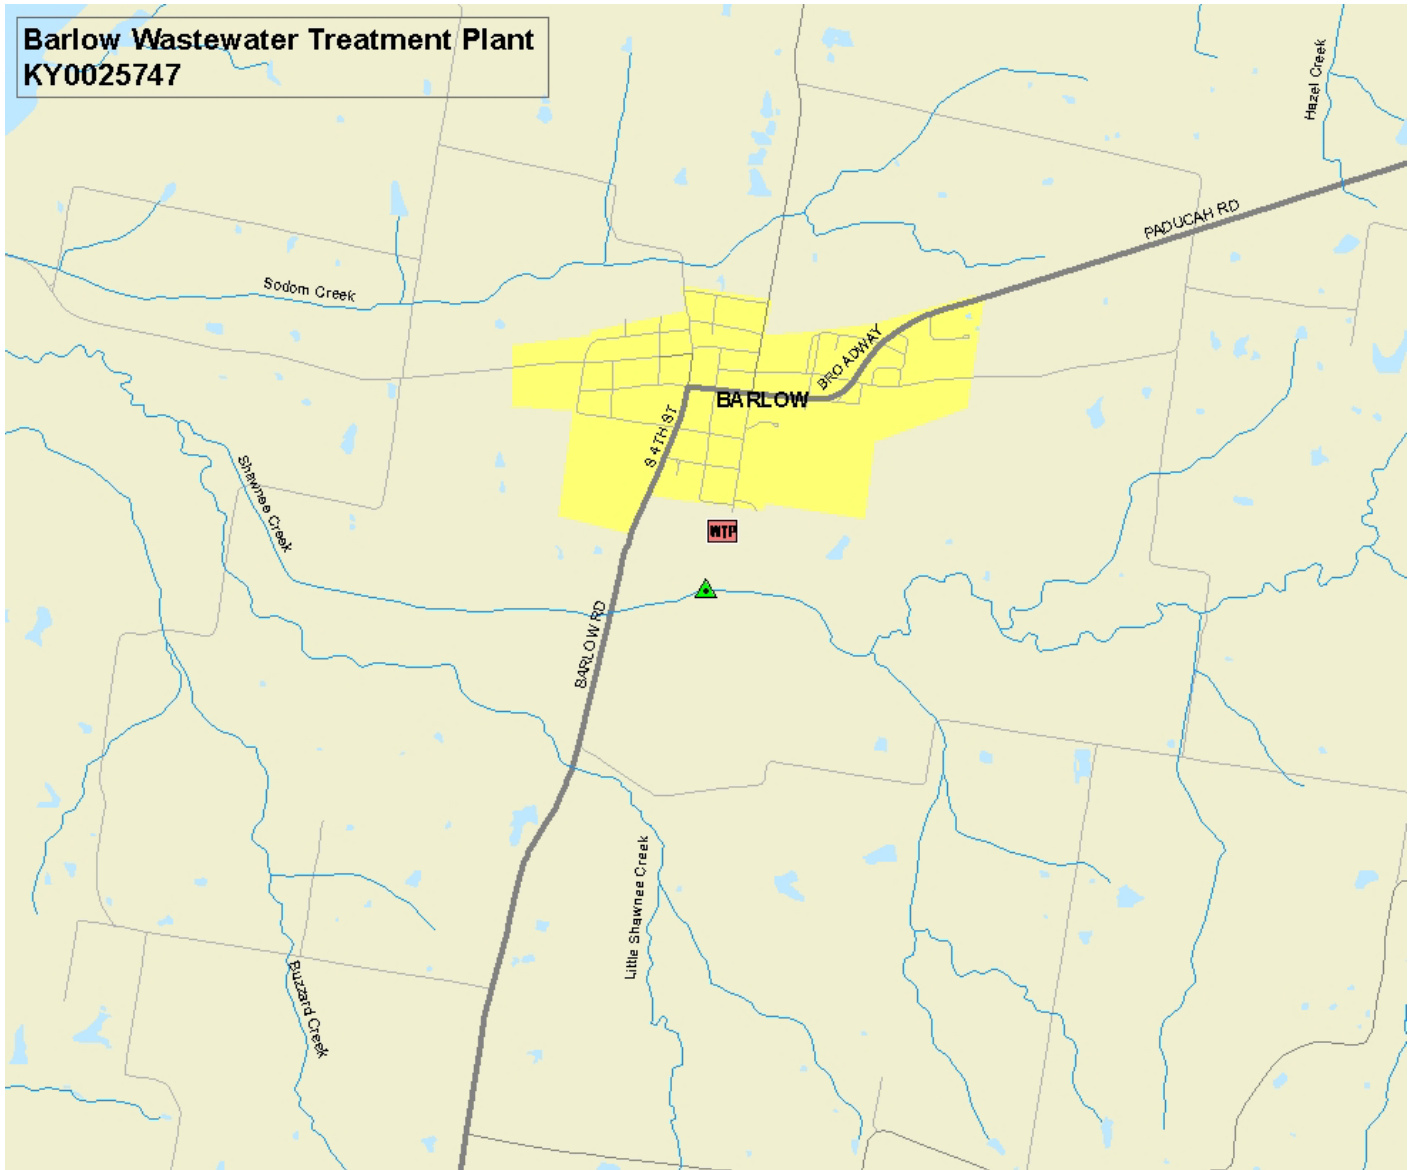 Barlow Wastewater Treatment Plant
KY0025747
Hazel Creek
PADUCAH RD
Sodom Creek
BROADWAY
BARLOW
S 4TH ST
Shawnee Creek
WTP
BARLOW RD
Little Shawnee Creek
Buzzard Creek